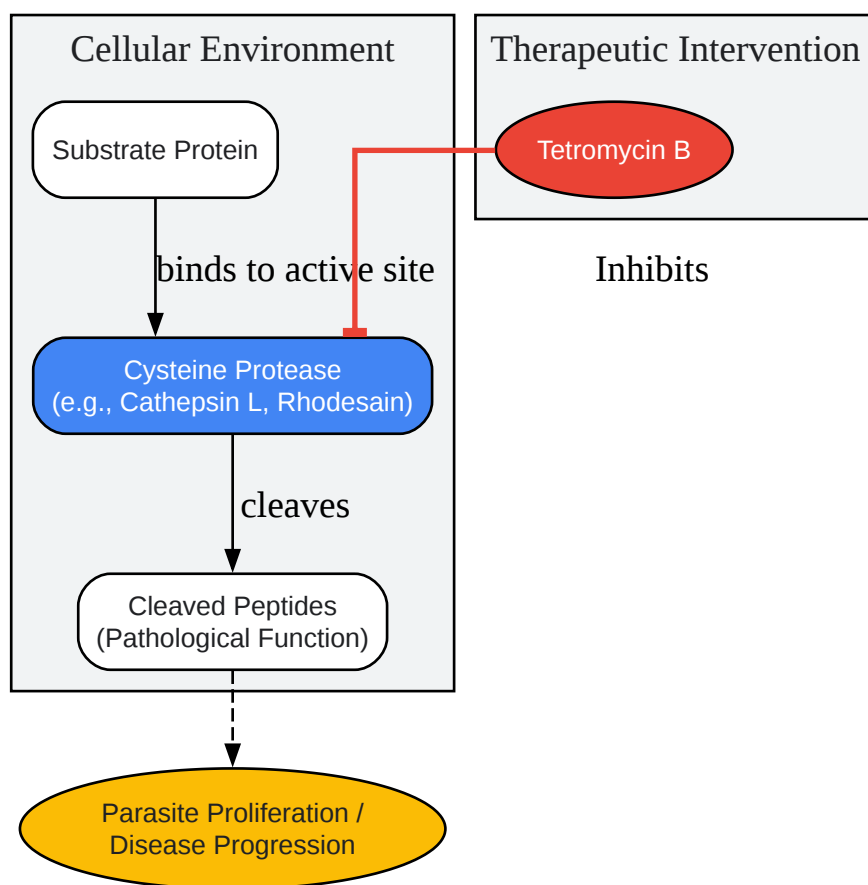 Cellular Environment
Therapeutic Intervention
Substrate Protein
Tetromycin B
binds to active site
Inhibits
Cysteine Protease
(e.g., Cathepsin L, Rhodesain)
cleaves
Cleaved Peptides
(Pathological Function)
Parasite Proliferation /
Disease Progression